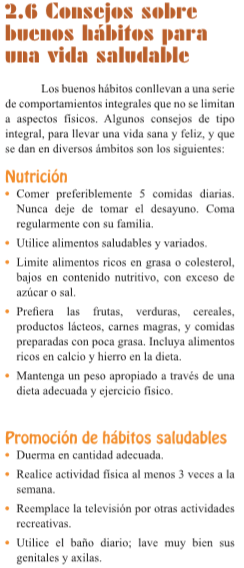 2.6 Consejos sobre
buenos hábitos para
una vida saludable
Los buenos hábitos conllevan a una serie
de comportamientos integrales que no se limitan
a aspectos físicos. Algunos consejos de tipo
integral, para llevar una vida sana y feliz, y que
se dan en diversos ámbitos son los siguientes:
Nutrición
• Comer preferiblemente 5 comidas diarias.
Nunca deje de tomar el desayuno. Coma
regularmente con su familia.
• Utilice alimentos saludables y variados.
• Limite alimentos ricos en grasa o colesterol,
bajos en contenido nutritivo, con exceso de
azúcar o sal.
• Prefiera las frutas, verduras, cereales,
productos lácteos, carnes magras, y comidas
preparadas con poca grasa. Incluya alimentos
ricos en calcio y hierro en la dieta.
• Mantenga un peso apropiado a través de una
dieta adecuada y ejercicio físico.
Promoción de hábitos saludables
• Duerma en cantidad adecuada.
• Realice actividad física al menos 3 veces a la
semana.
• Reemplace la televisión por otras actividades
recreativas.
• Utilice el baño diario; lave muy bien sus
genitales y axilas.